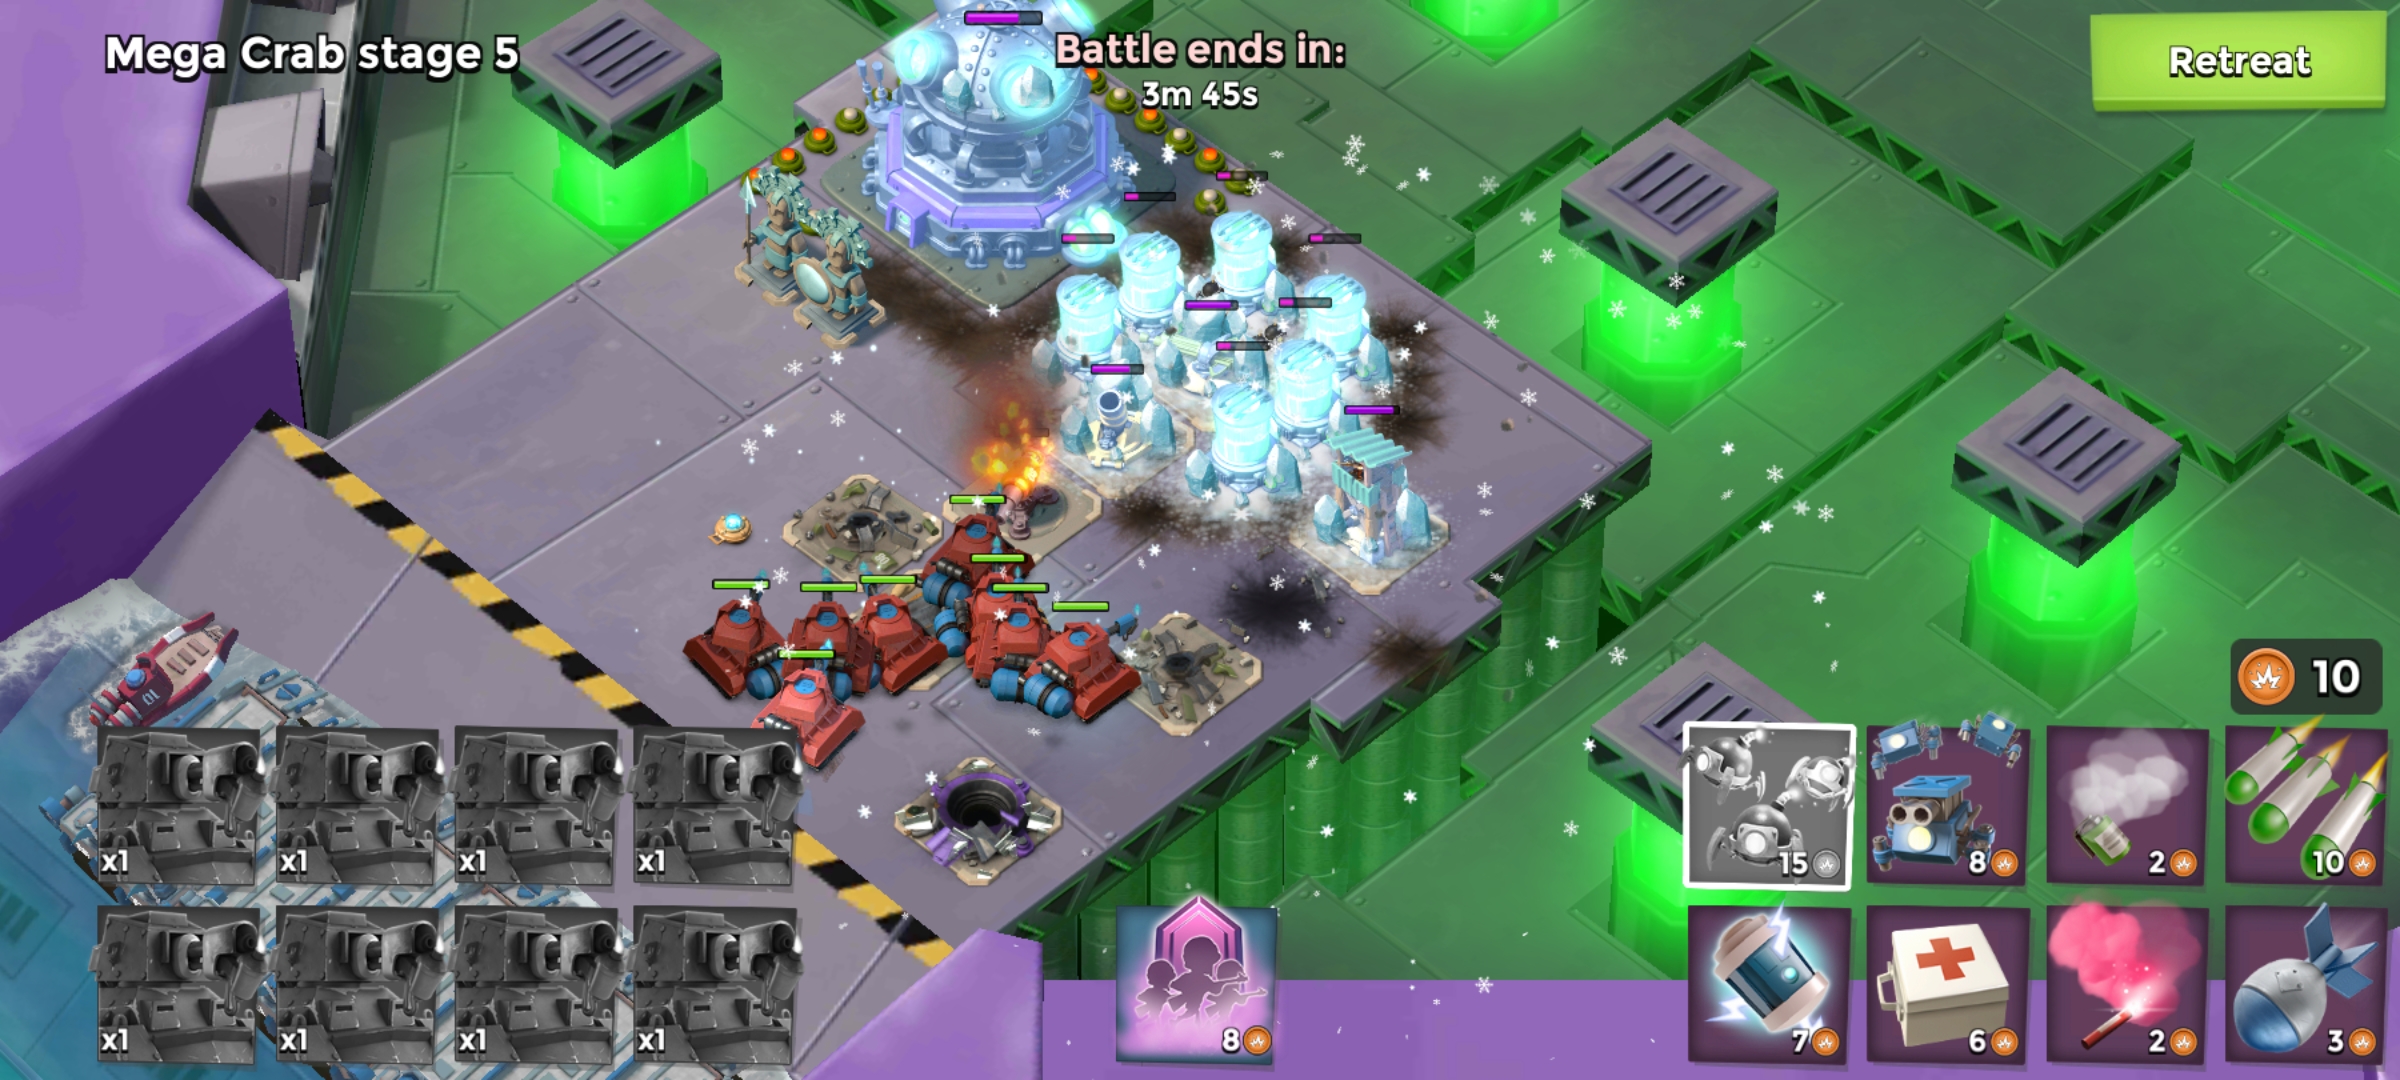 Mega Crab stage 5
Battle ends in:
3m 45s
Retreat
10
x1
x1
x1
x1
15
8
2
10
x1
x1
x1
x1
8
7
6
2
3